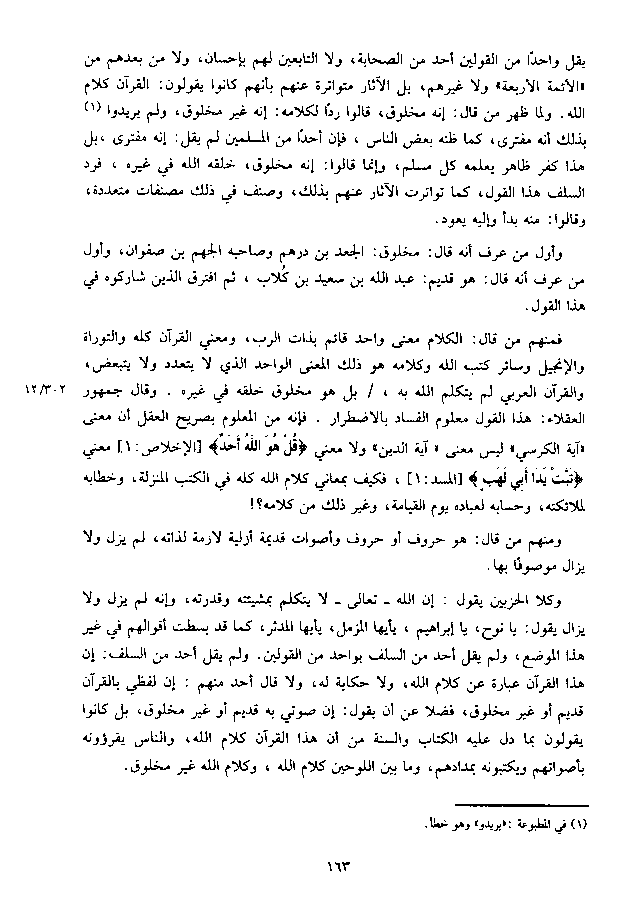 يقل واحدًا من القولين أحد من الصحابة، ولا التابعين لهم بإحسان، ولا من بعدهم من
«الأئمة الأربعة» ولا غيرهم، بل الآثار متواترة عنهم بأنهم كانوا يقولون: القرآن كلام
الله. ولما ظهر من قال: إنه مخلوق، قالوا ردًا لكلامه: إنه غير مخلوق، ولم يريدوا (١)
بذلك أنه مفترى، كما ظنه بعض الناس ، فإن أحدًا من المسلمين لم يقل: إنه مفترى ، بل
هذا كفر ظاهر يعلمه كل مسلم، وإنما قالوا: إنه مخلوق، خلقه الله في غيره ، فرد
السلف هذا القول، كما تواترت الآثار عنهم بذلك، وصنف في ذلك مصنفات متعددة،
وقالوا: منه بدأ وإليه يعود.
وأول من عرف أنه قال: مخلوق: الجعد بن درهم وصاحبه الجهم بن صفوان، وأول
من عرف أنه قال: هو قديم: عبد الله بن سعيد بن كُلاب ، ثم افترق الذين شاركوه في
هذا القول.
فمنهم من قال: الكلام معنى واحد قائم بذات الرب، ومعني القرآن كله والتوراة
والإنجيل وسائر كتب الله وكلامه هو ذلك المعنى الواحد الذي لا يتعدد ولا يتبعض،
والقرآن العربي لم يتكلم الله به ، / بل هو مخلوق خلقه في غيره . وقال جمهور
١٢/٣٠٢
العقلاء: هذا القول معلوم الفساد بالاضطرار . فإنه من المعلوم بصريح العقل أن معنى
«آية الكرسي» ليس معنى « آية الدين» ولا معني ﴿قُلْ هُوَ اللَّهُ أَحَدٌ﴾ [الإخلاص: ١] معني
﴿تَبَّتْ يَدَا أَبِي لَهَبٍ﴾ [المسد: ١] ، فكيف بمعاني كلام الله كله في الكتب المنزلة، وخطابه
لملائكته، وحسابه لعباده يوم القيامة، وغير ذلك من كلامه؟!
ومنهم من قال: هو حروف أو حروف وأصوات قديمة أزلية لازمة لذاته، لم يزل ولا
يزال موصوفًا بها.
وكلا الحزبين يقول : إن الله ـ تعالى ـ لا يتكلم بمشيئته وقدرته، وإنه لم يزل ولا
يزال يقول: يا نوح، يا إبراهيم ، يأيها المزمل، يأيها المدثر، كما قد بسطت أقوالهم في غير
هذا الموضع، ولم يقل أحد من السلف بواحد من القولين. ولم يقل أحد من السلف: إن
هذا القرآن عبارة عن كلام الله، ولا حكاية له، ولا قال أحد منهم : إن لفظي بالقرآن
قديم أو غير مخلوق، فضلا عن أن يقول: إن صوتي به قديم أو غير مخلوق، بل كانوا
يقولون بما دل عليه الكتاب والسنة من أن هذا القرآن كلام الله، والناس يقرؤونه
بأصواتهم ويكتبونه بمدادهم، وما بين اللوحين كلام الله ، وكلام الله غير مخلوق.
(١) في المطبوعة : «يريدو» وهو خطأ.
١٦٣